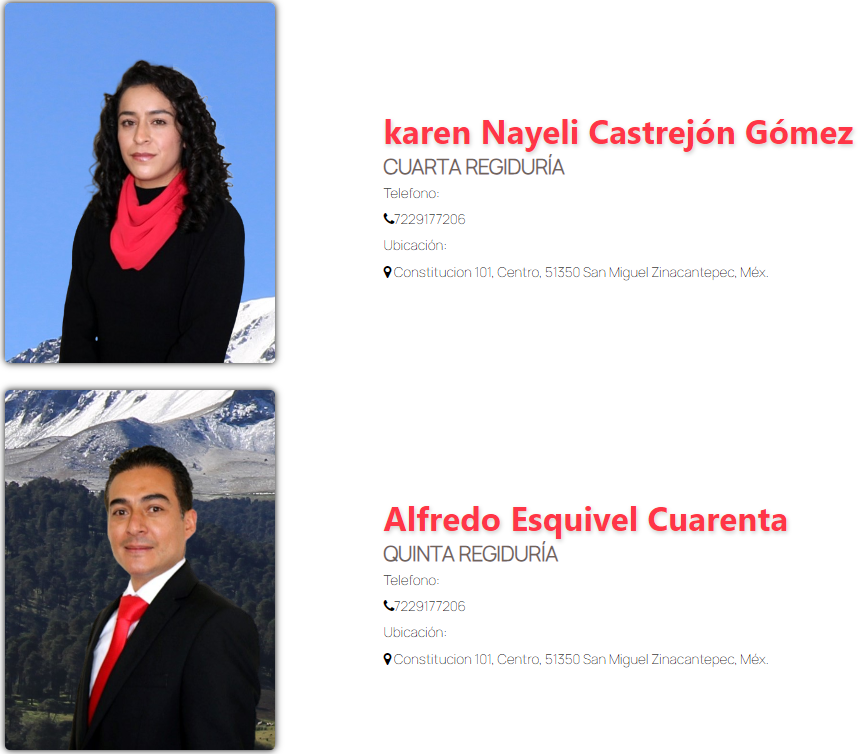 karen Nayeli Castrejón Gómez
CUARTA REGIDURÍA
Telefono:
7229177206
Ubicación:
Constitucion 101, Centro, 51350 San Miguel Zinacantepec, Méx.
Alfredo Esquivel Cuarenta
QUINTA REGIDURÍA
Telefono:
7229177206
Ubicación:
Constitucion 101, Centro, 51350 San Miguel Zinacantepec, Méx.